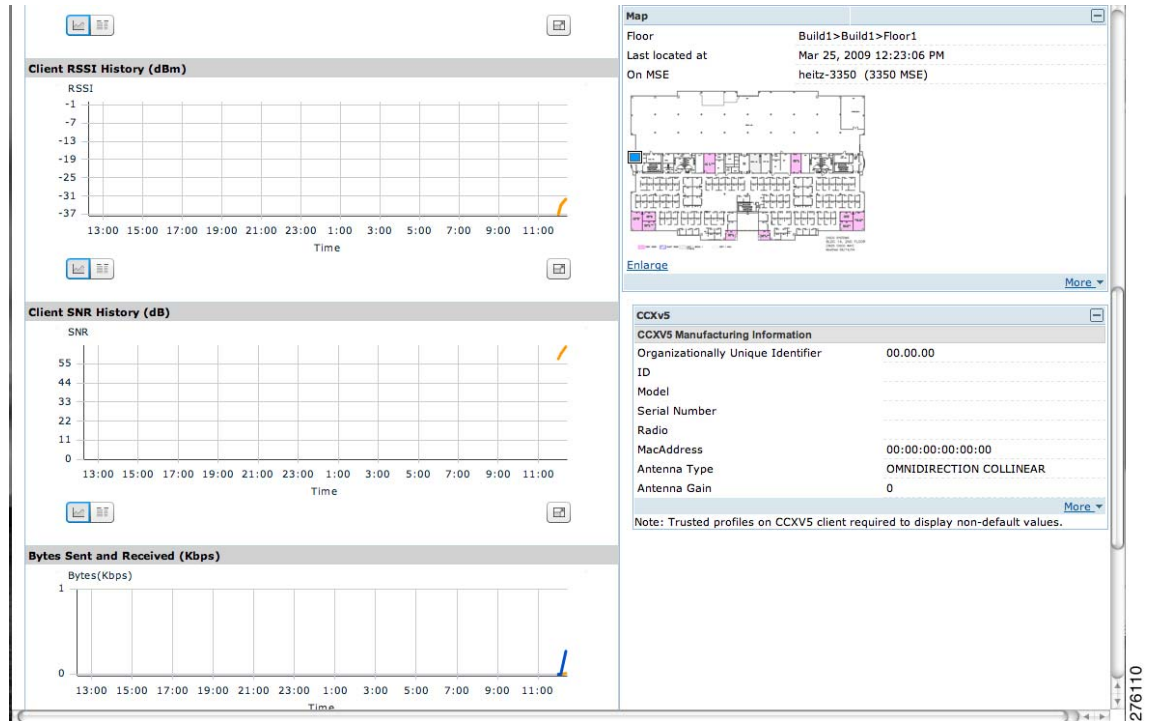 Client RSSI History (dBm)
RSSI
-1
-7
-13
-19
-25
-31
-37
13:00 15:00 17:00 19:00 21:00 23:00 1:00 3:00 5:00 7:00 9:00 11:00
Time
Client SNR History (dB)
SNR
55
44
33
22
11
0
13:00 15:00 17:00 19:00 21:00 23:00 1:00 3:00 5:00 7:00 9:00 11:00
Time
Bytes Sent and Received (Kbps)
Bytes(Kbps)
1
0
13:00 15:00 17:00 19:00 21:00 23:00 1:00 3:00 5:00 7:00 9:00 11:00
Time
Map
Floor Build1>Build1>Floor1
Last located at Mar 25, 2009 12:23:06 PM
On MSE heitz-3350 (3350 MSE)
Enlarge
More
CCXv5
CCXV5 Manufacturing Information
Organizationally Unique Identifier 00.00.00
ID
Model
Serial Number
Radio
MacAddress 00:00:00:00:00:00
Antenna Type OMNIDIRECTION COLLINEAR
Antenna Gain 0
More
Note: Trusted profiles on CCXV5 client required to display non-default values.
276110